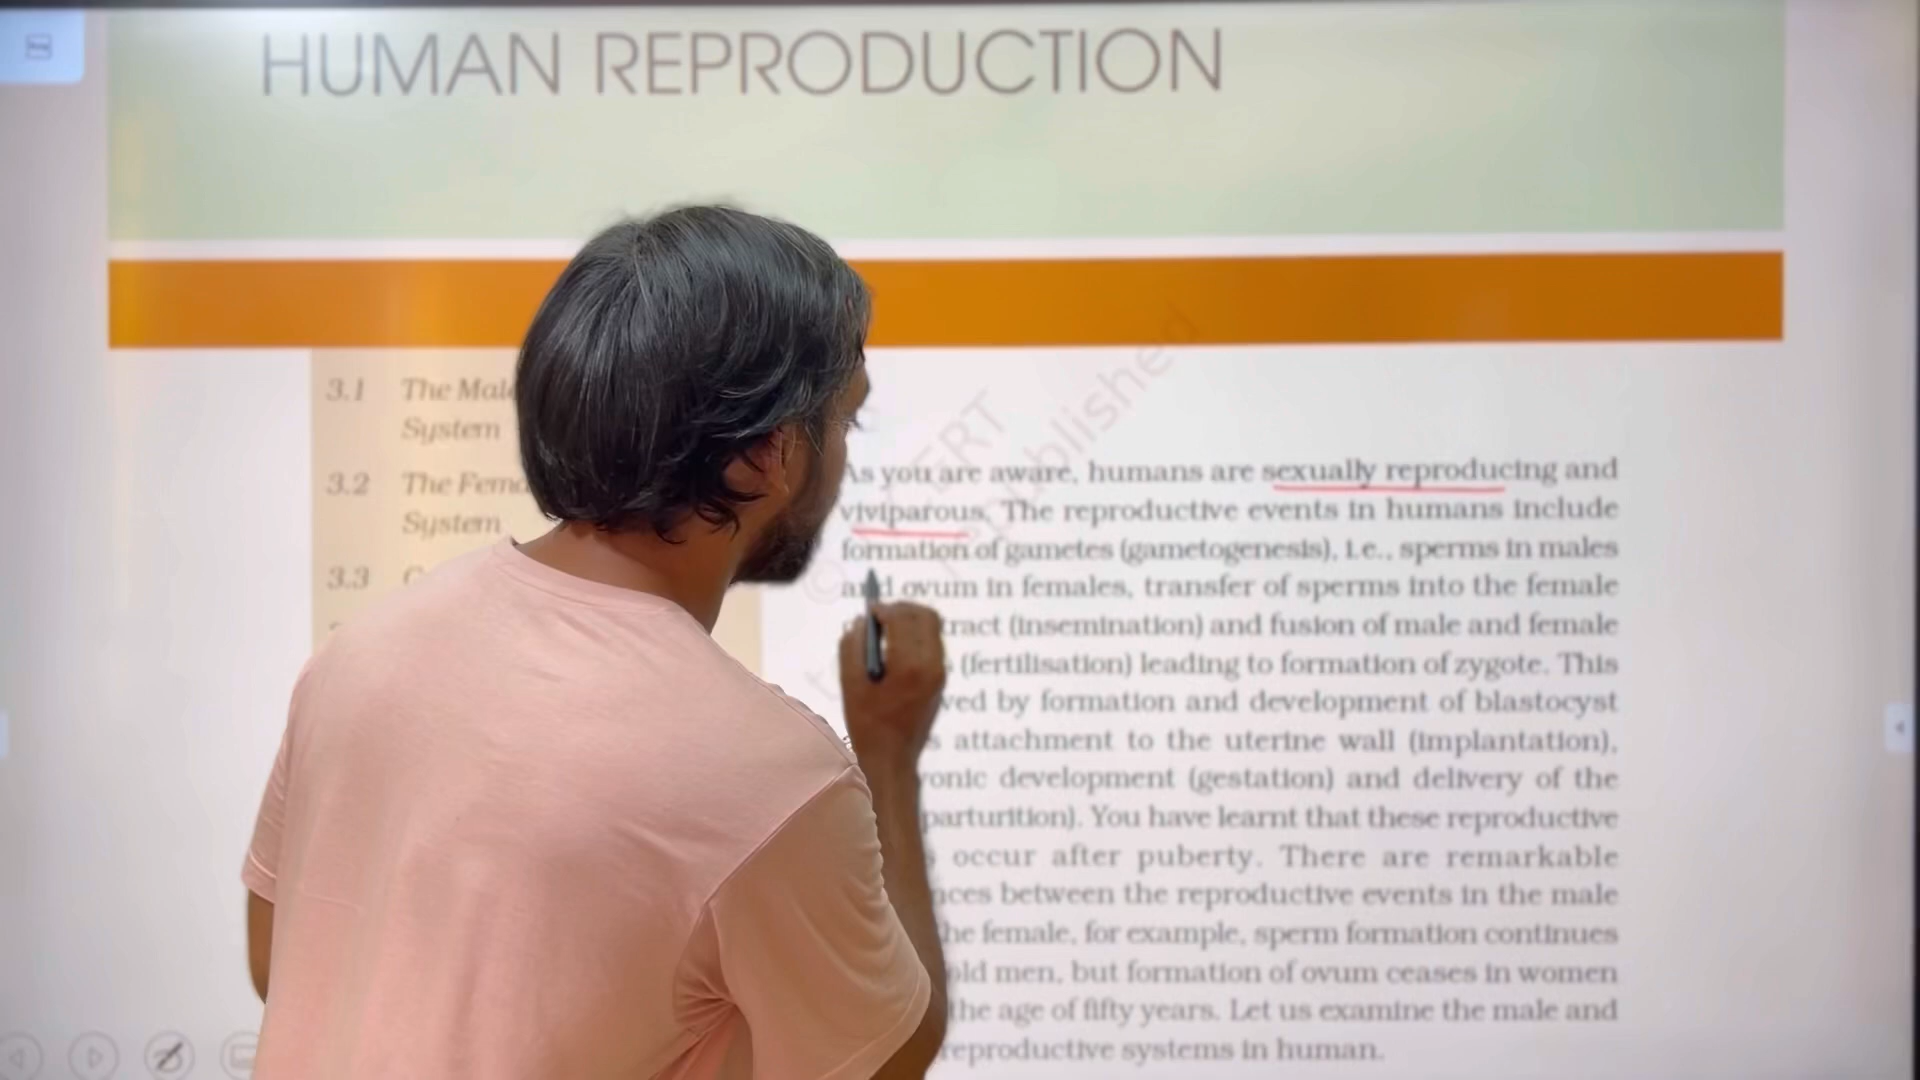 HUMAN REPRODUCTION
3.1 The Male
System
3.2 The
System
3.3
As you are aware, humans are sexually reproducing and
viviparous. The reproductive events in humans include
formation of gametes (gametogenesis), i.e., sperms in males
and ovum in females, transfer of sperms into the female
tract (insemination) and fusion of male and female
(fertilisation) leading to formation of zygote. This
by formation and development of blastocyst
attachment to the uterine wall (implantation),
development (gestation) and delivery of the
parturition). You have learnt that these reproductive
occur after puberty. There are remarkable
between the reproductive events in the male
female, for example, sperm formation continues
old men, but formation of ovum ceases in women
the age of fifty years. Let us examine the male and
reproductive systems in human.
published